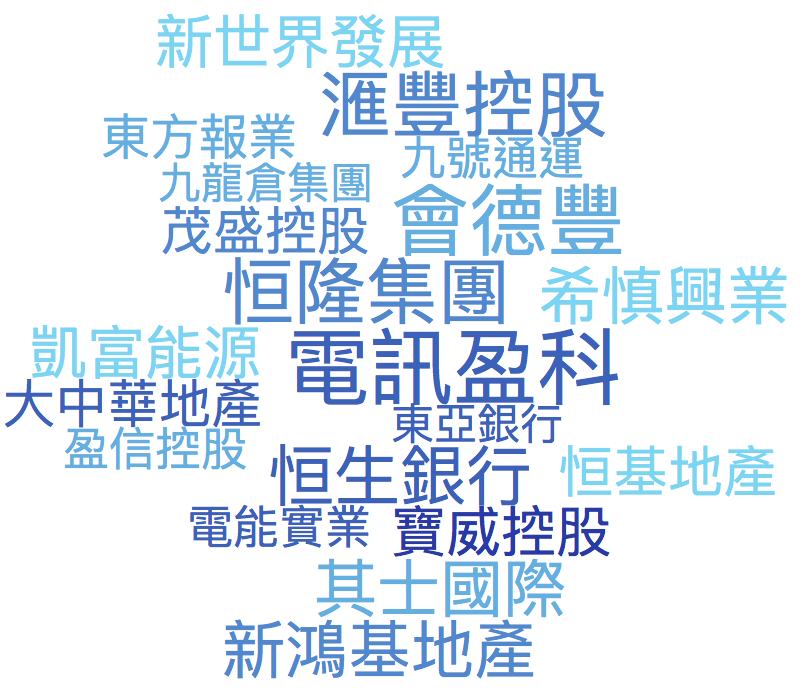 新世界發展
滙豐控股
東方報業
九號通運
九龍倉集團
會德豐
茂盛控股
恒隆集團
希慎興業
凱富能源
電訊盈科
大中華地產
東亞銀行
盈信控股
恒生銀行
恒基地產
電能實業
寶威控股
其士國際
新鴻基地產